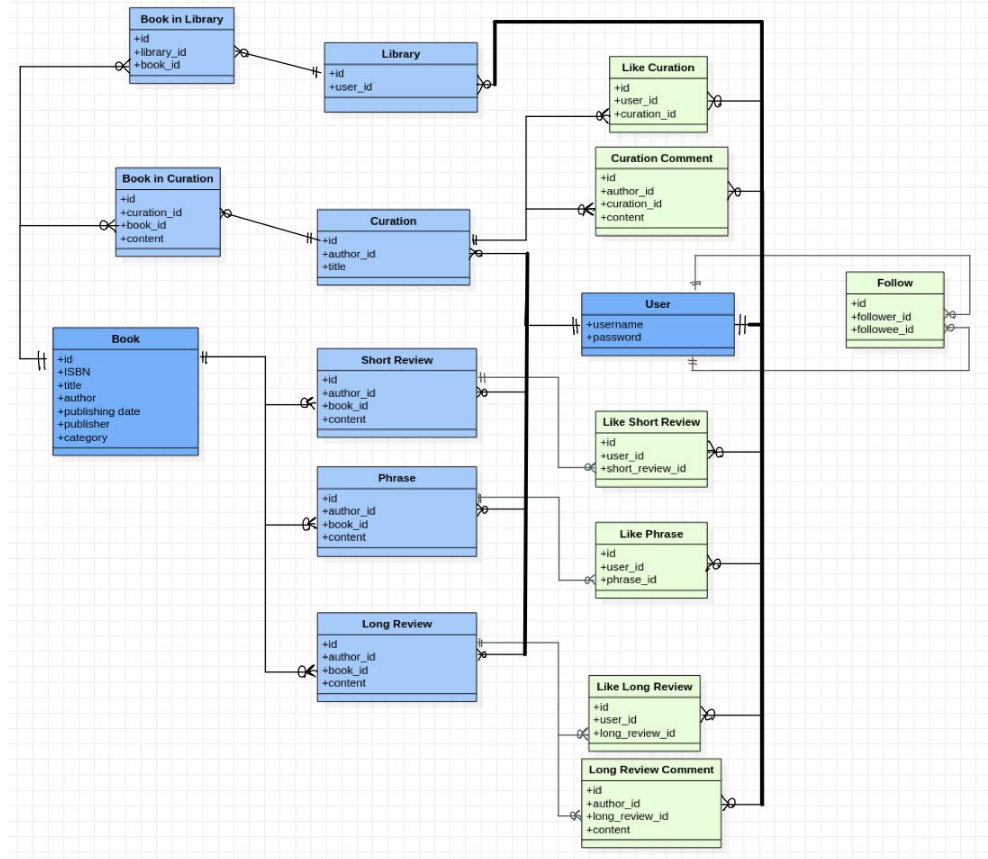 Book in Library
+id
+library_id
+book_id
Library
+id
+user_id
Like Curation
+id
+user_id
+curation_id
Curation Comment
+id
+author_id
+curation_id
+content
Book in Curation
+id
+curation_id
+book_id
+content
Curation
+id
+author_id
+title
User
+username
+password
Follow
+id
+follower_id
+followee_id
Book
+id
+ISBN
+title
+author
+publishing date
+publisher
+category
Short Review
+id
+author_id
+book_id
+content
Like Short Review
+id
+user_id
+short_review_id
Phrase
+id
+author_id
+book_id
+content
Like Phrase
+id
+user_id
+phrase_id
Long Review
+id
+author_id
+book_id
+content
Like Long Review
+id
+user_id
+long_review_id
Long Review Comment
+id
+author_id
+long_review_id
+content